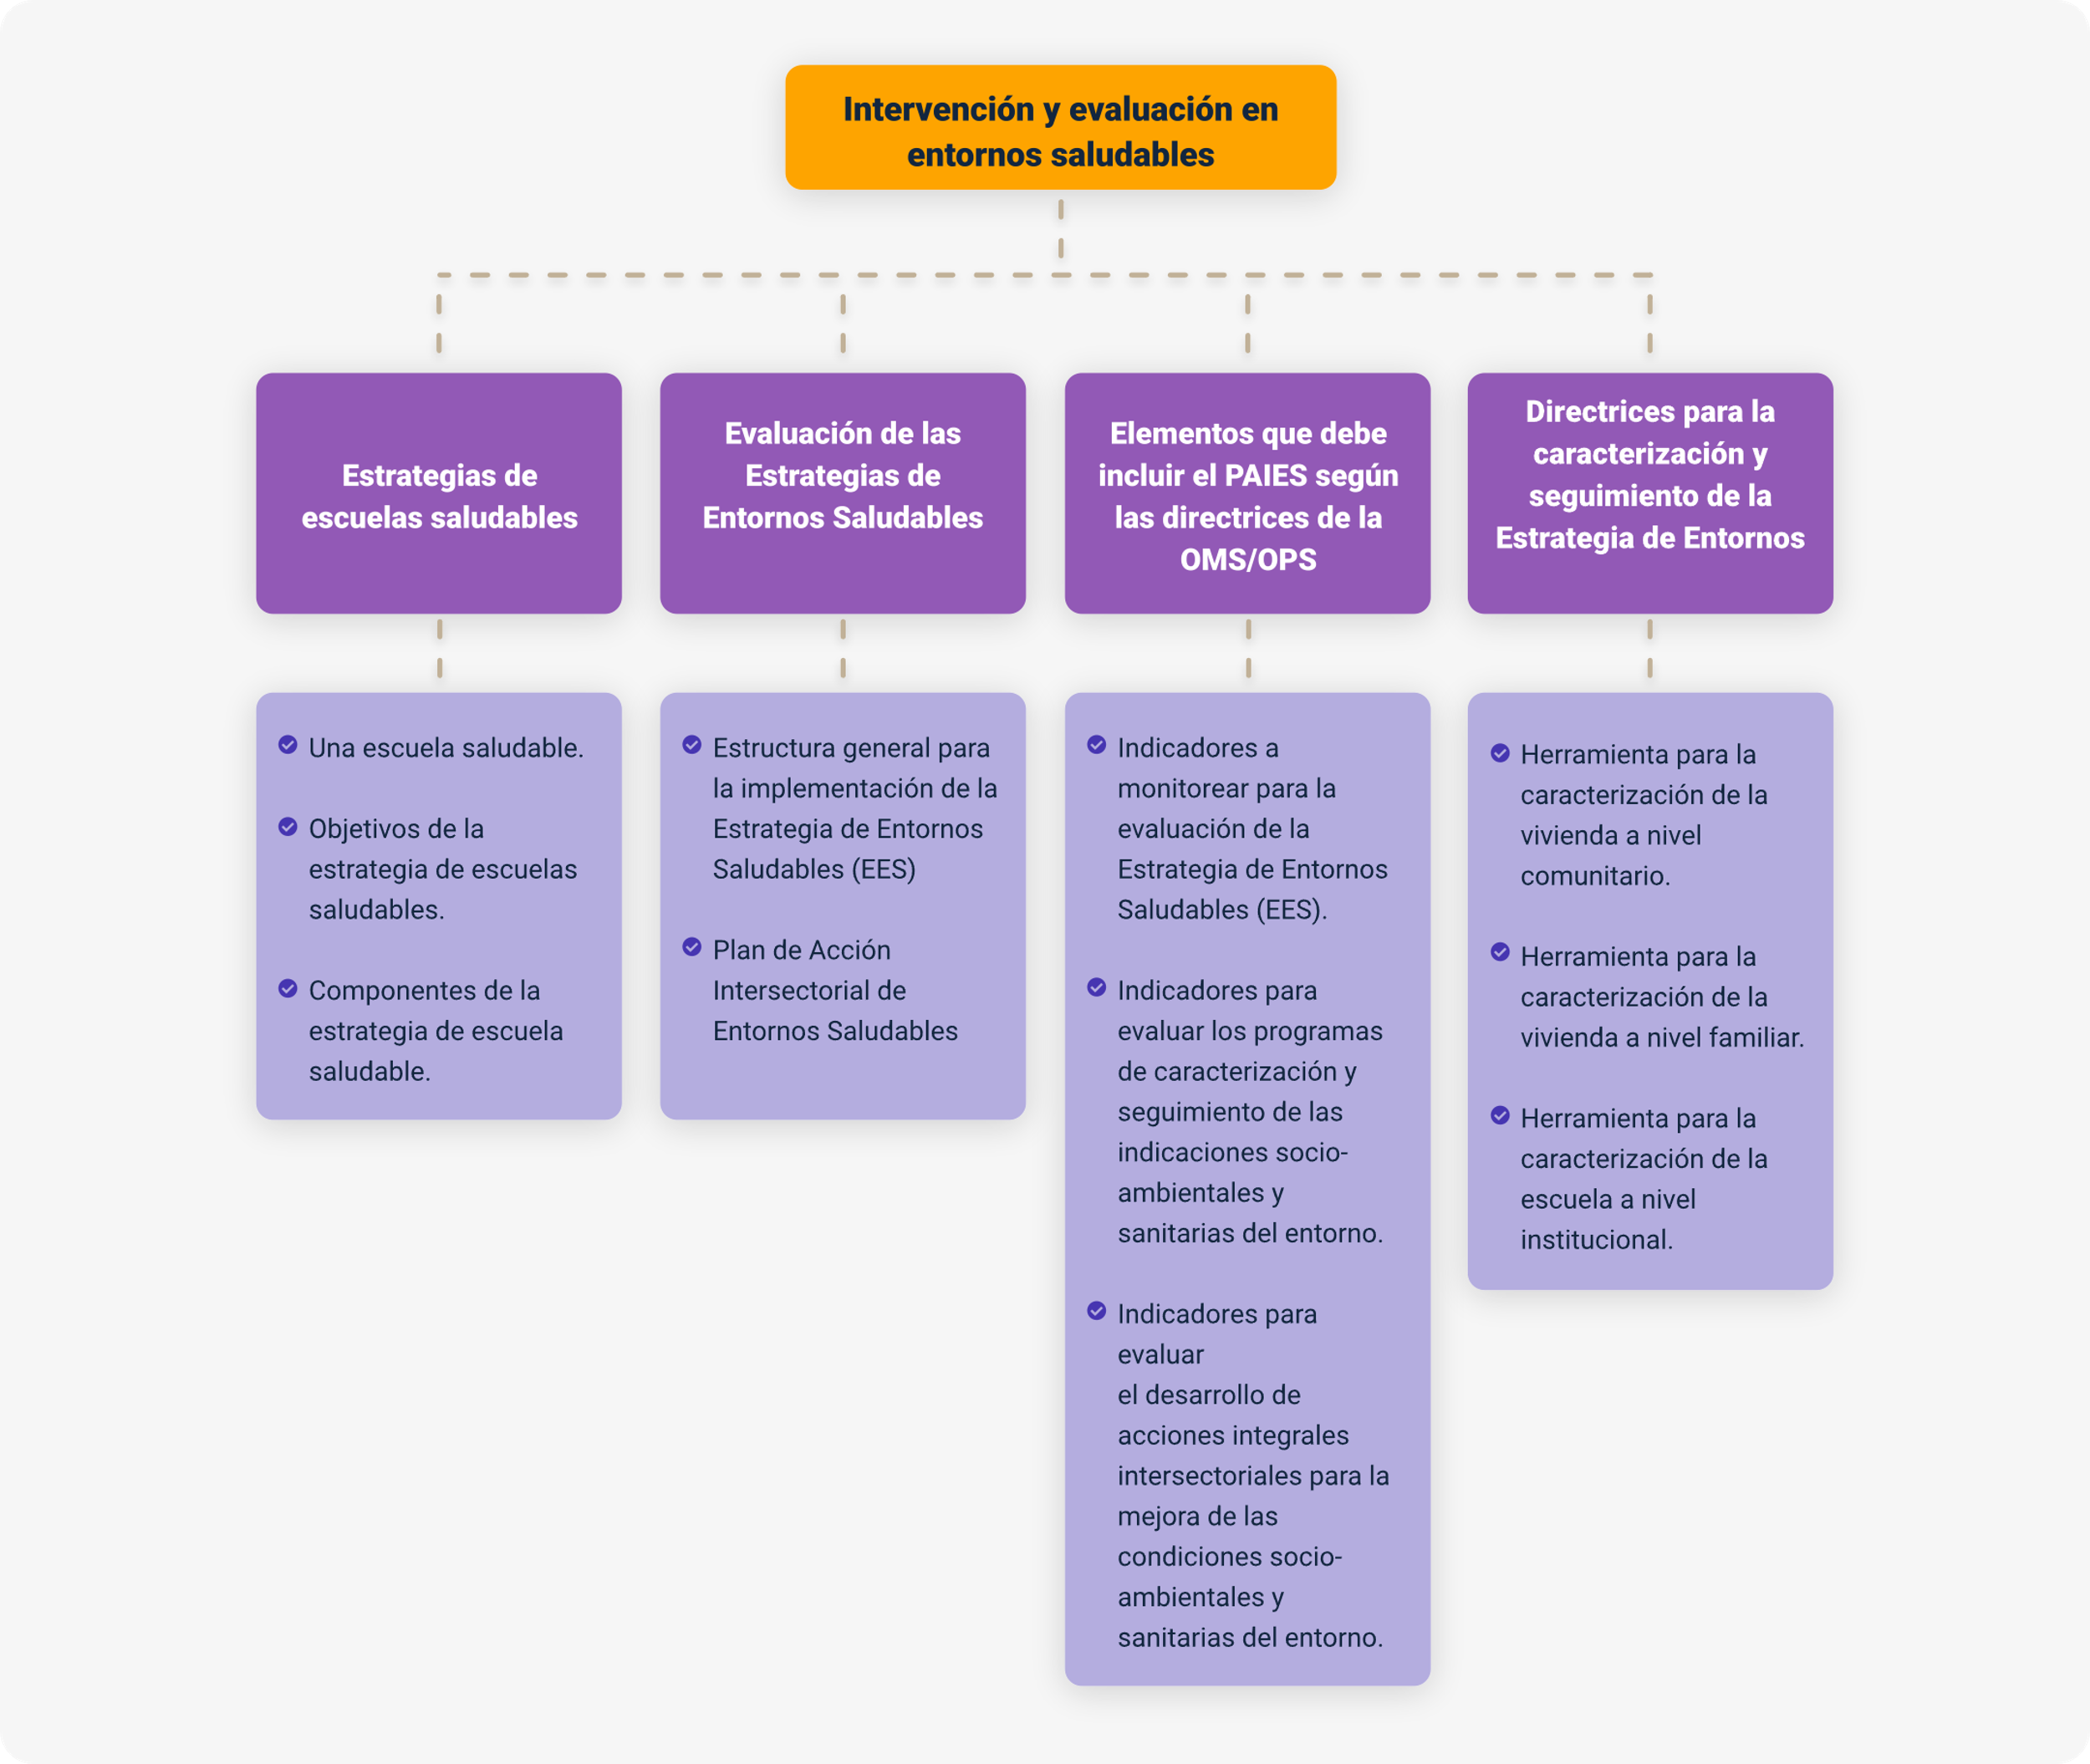 Intervención y evaluación en
entornos saludables
Estrategias de
escuelas saludables
Una escuela saludable.
Objetivos de la
estrategia de escuelas
saludables.
Componentes de la
estrategia de escuela
saludable.
Evaluación de las
Estrategias de
Entornos Saludables
Estructura general para
la implementación de la
Estrategia de Entornos
Saludables (EES)
Plan de Acción
Intersectorial de
Entornos Saludables
Elementos que debe
incluir el PAIES según
las directrices de la
OMS/OPS
Indicadores a
monitorear para la
evaluación de la
Estrategia de Entornos
Saludables (EES).
Indicadores para
evaluar los programas
de caracterización y
seguimiento de las
indicaciones socio-
ambientales y
sanitarias del entorno.
Indicadores para
evaluar
el desarrollo de
acciones integrales
intersectoriales para la
mejora de las
condiciones socio-
ambientales y
sanitarias del entorno.
Directrices para la
caracterización y
seguimiento de la
Estrategia de Entornos
Herramienta para la
caracterización de la
vivienda a nivel
comunitario.
Herramienta para la
caracterización de la
vivienda a nivel familiar.
Herramienta para la
caracterización de la
escuela a nivel
institucional.